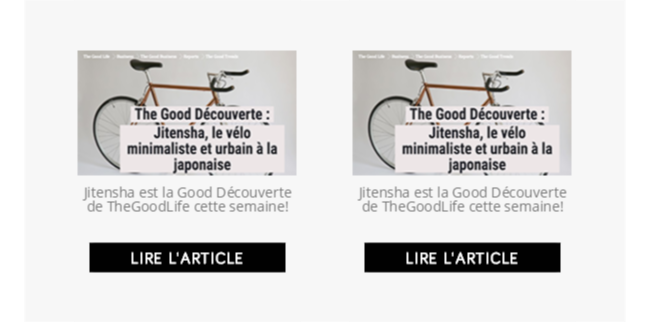 The Good Life | Business | The Good Business | Reports | The Good Trends
The Good Découverte :
Jitensha, le vélo
minimaliste et urbain à la
japonaise
Jitensha est la Good Découverte
de TheGoodLife cette semaine!
LIRE L'ARTICLE
The Good Life | Business | The Good Business | Reports | The Good Trends
The Good Découverte :
Jitensha, le vélo
minimaliste et urbain à la
japonaise
Jitensha est la Good Découverte
de TheGoodLife cette semaine!
LIRE L'ARTICLE